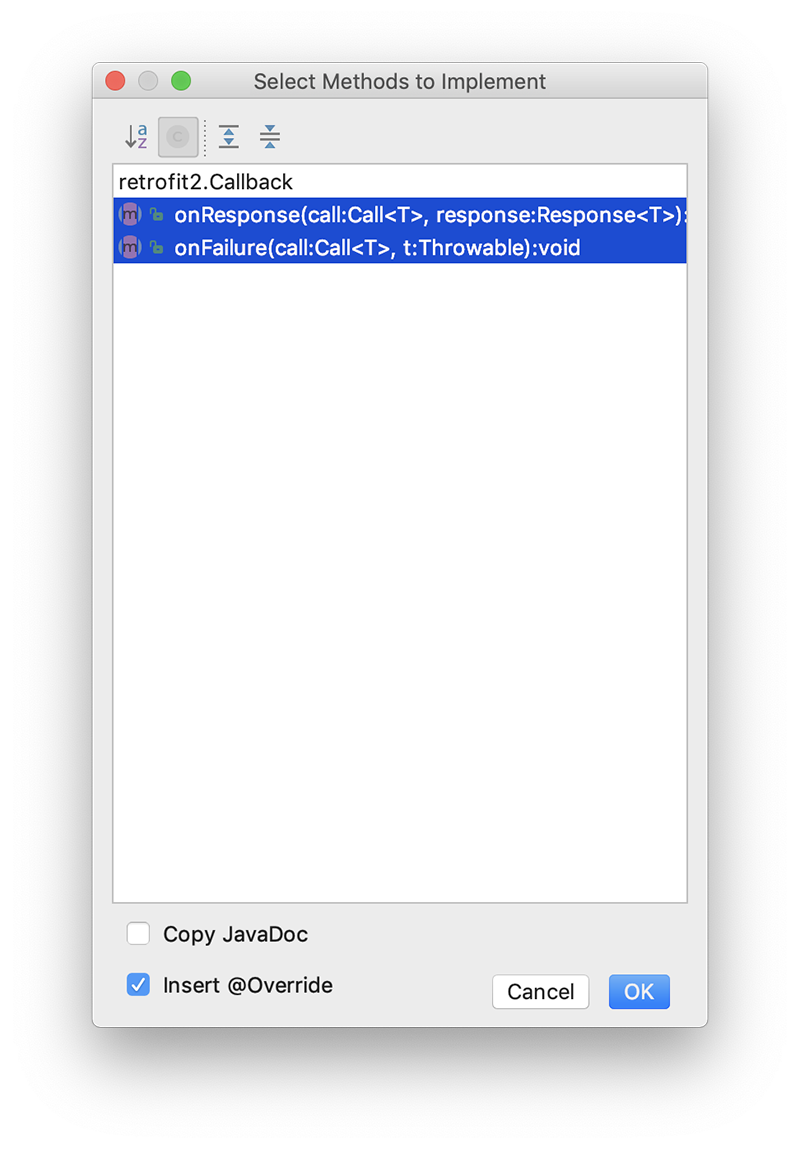 Select Methods to Implement
retrofit2.Callback
onResponse(call:Call<T>, response:Response<T>):
onFailure(call:Call<T>, t:Throwable):void
Copy JavaDoc
Insert @Override
Cancel
OK